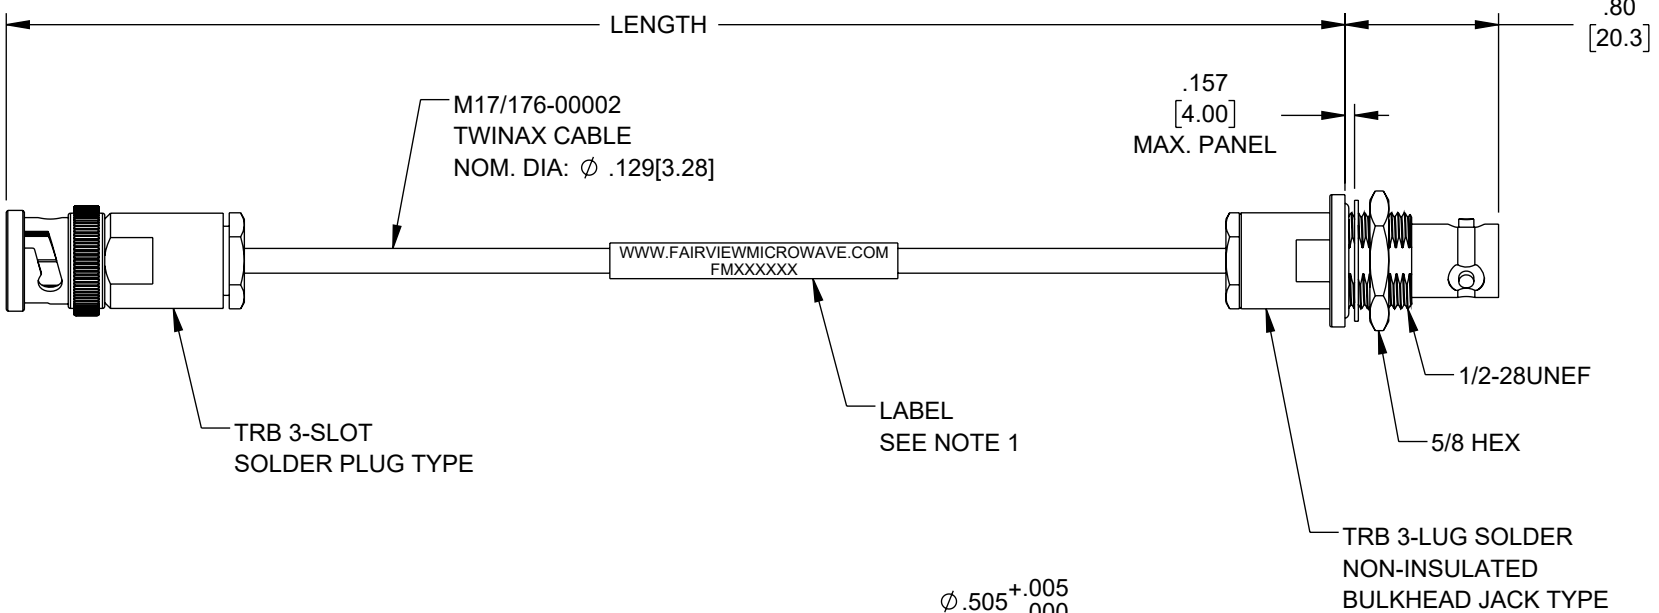 LENGTH
.80
[20.3]
.157
[4.00]
MAX. PANEL
M17/176-00002
TWINAX CABLE
NOM. DIA: ∅ .129[3.28]
WWW.FAIRVIEWMICROWAVE.COM
FMXXXXXX
1/2-28UNEF
LABEL
SEE NOTE 1
TRB 3-SLOT
SOLDER PLUG TYPE
5/8 HEX
TRB 3-LUG SOLDER
NON-INSULATED
BULKHEAD JACK TYPE
∅.505 +.005
.000